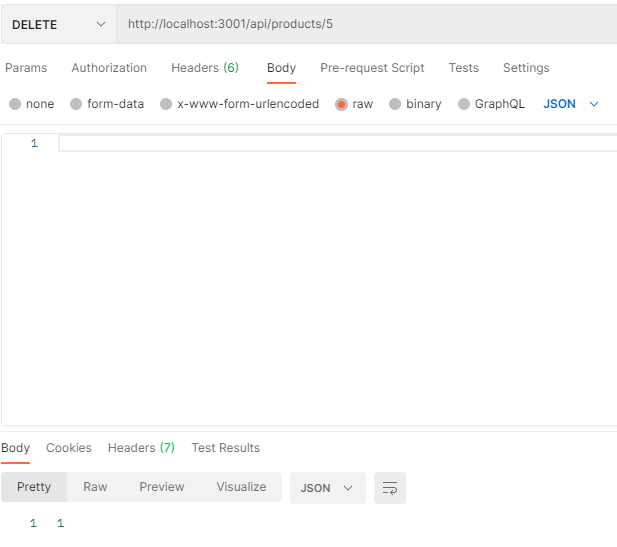 DELETE http://localhost:3001/api/products/5
Params Authorization Headers (6) Body Pre-request Script Tests Settings
none form-data x-www-form-urlencoded raw binary GraphQL JSON
1
Body Cookies Headers (7) Test Results
Pretty Raw Preview Visualize JSON
1 1